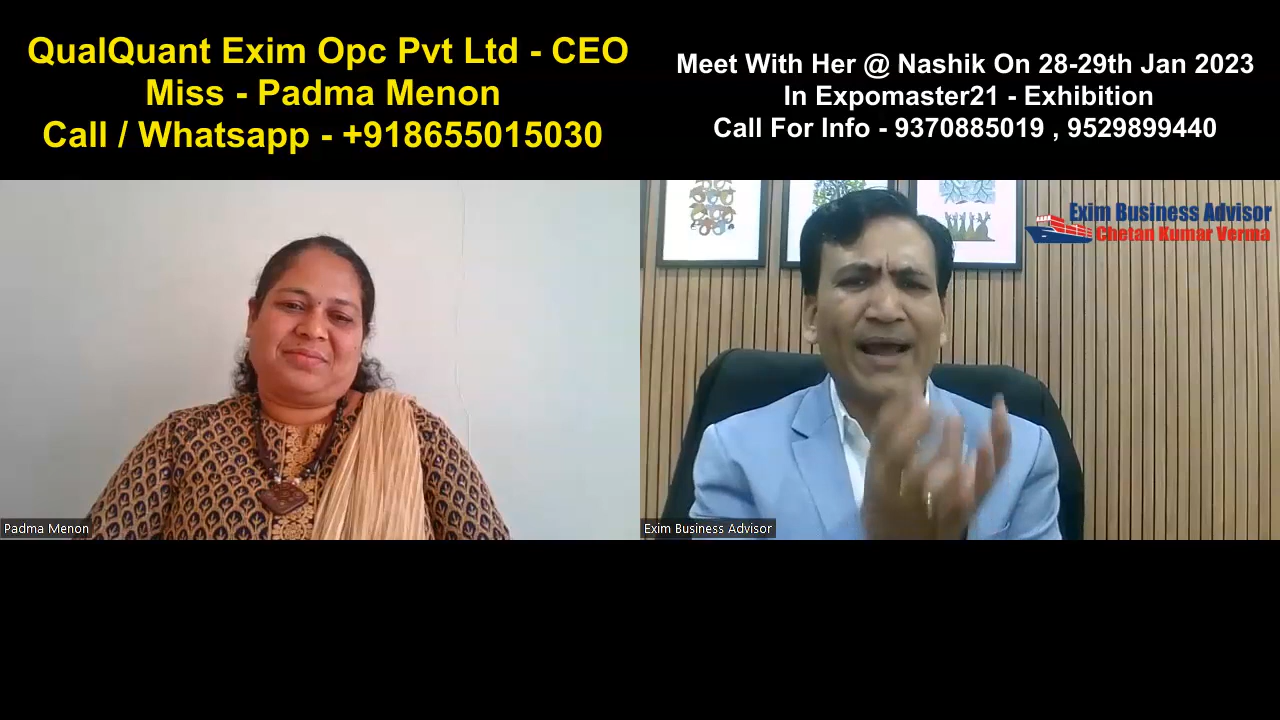 QualQuant Exim Opc Pvt Ltd - CEO
Miss - Padma Menon
Call / Whatsapp - +918655015030
Meet With Her @ Nashik On 28-29th Jan 2023
In Expomaster21 - Exhibition
Call For Info - 9370885019 , 9529899440
Exim Business Advisor
Chetan Kumar Verma
Padma Menon
Exim Business Advisor